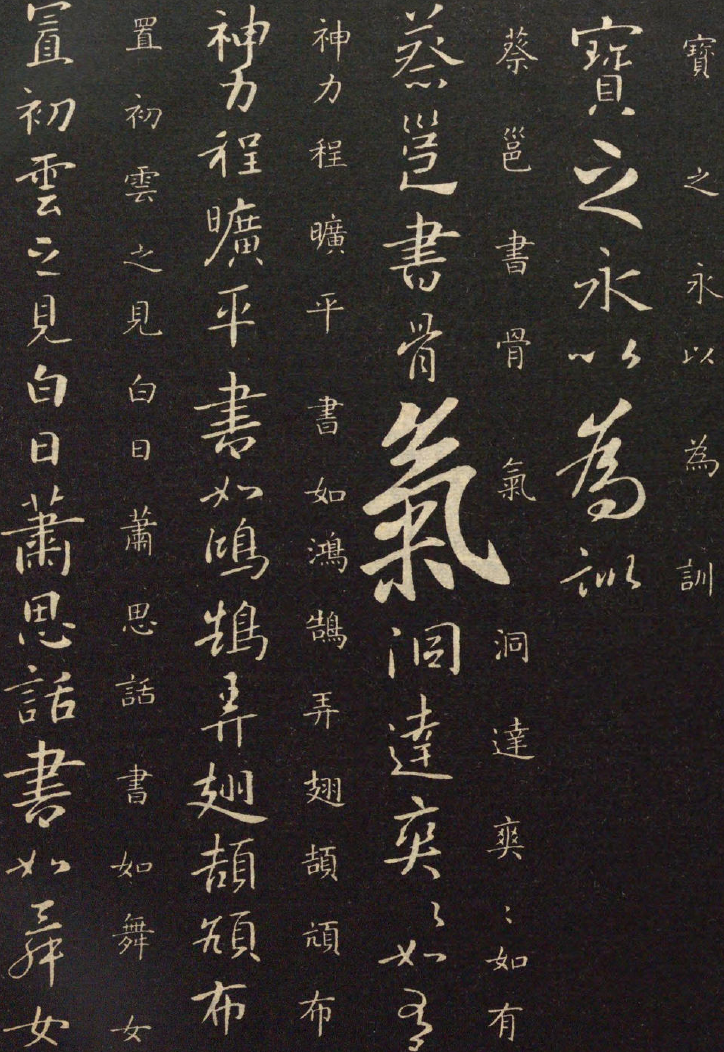 寶之永以為訓
寶之永以為訓
蔡邕書骨氣洞達爽〻如有
蔡邕書骨氣洞達爽〻如有
神力程曠平書如鴻鵠弄翅頡頏布
神力程曠平書如鴻鵠弄翅頡頏布
置初雲之見白日蕭思話書如舞女
置初雲之見白日蕭思話書如舞女